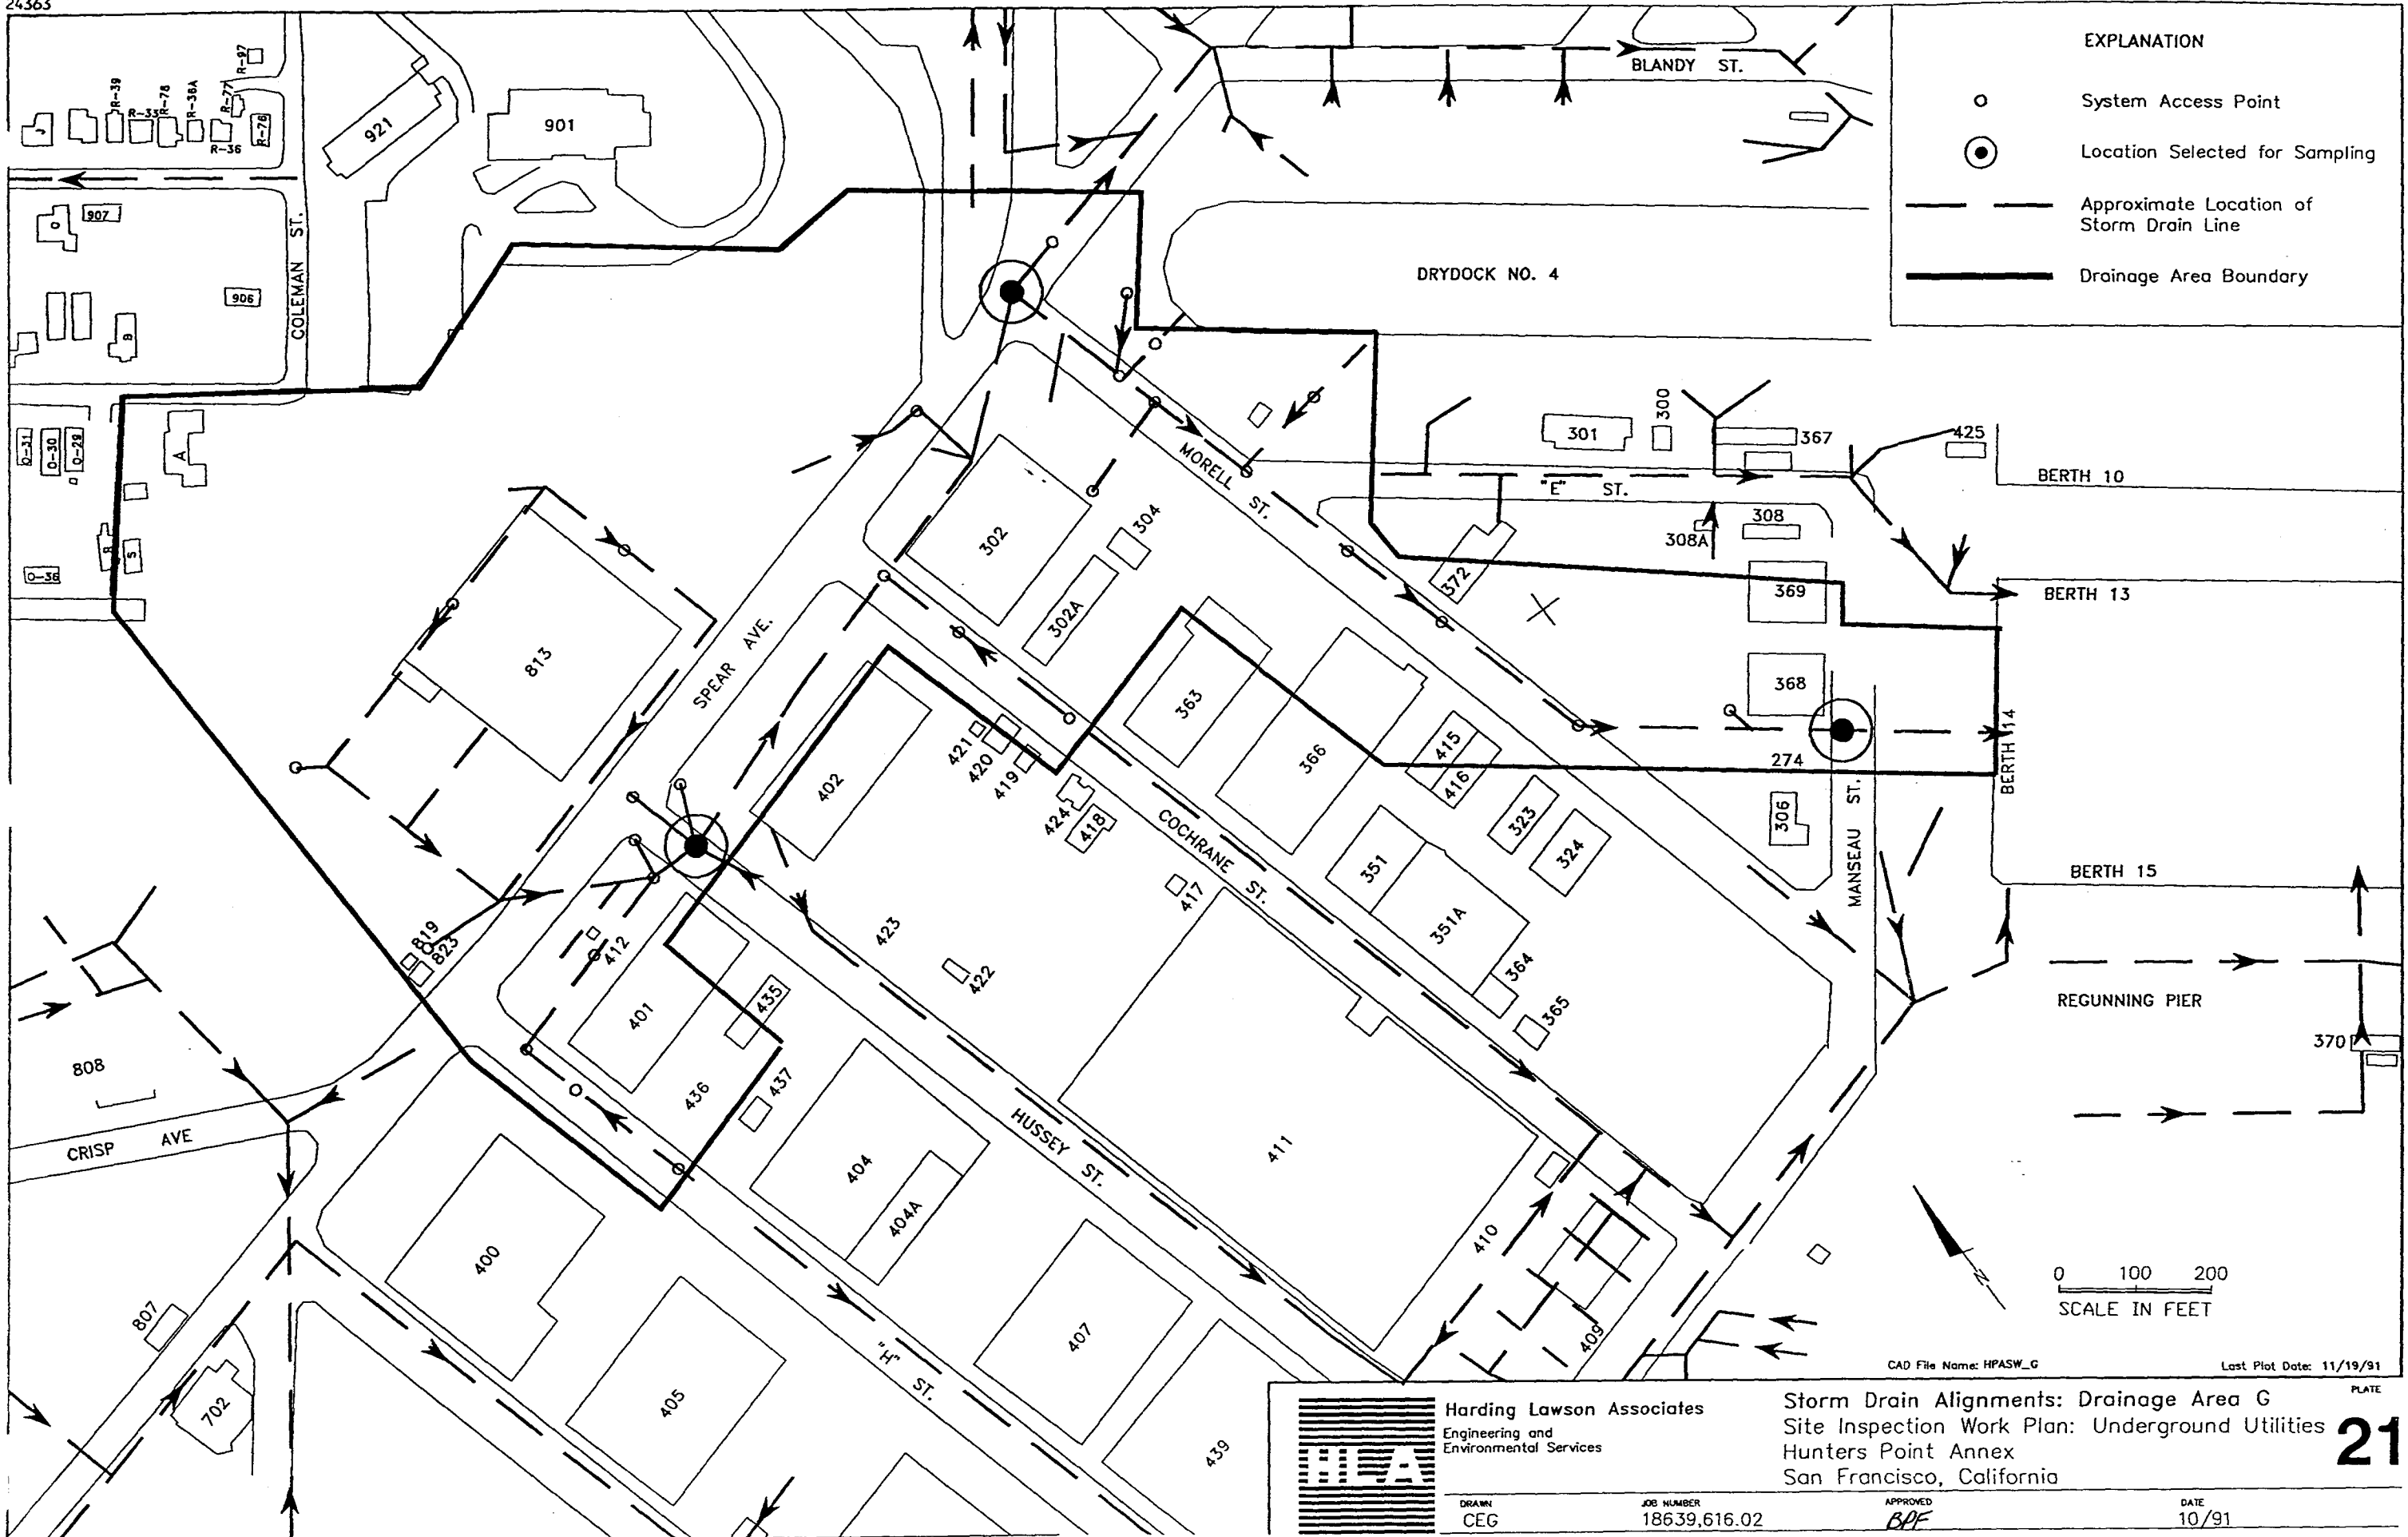 24363
EXPLANATION
System Access Point
Location Selected for Sampling
Approximate Location of
Storm Drain Line
Drainage Area Boundary
R-97
R-39
R-33
R-78
R-36A
R-77
R-36
R-76
J
921
901
BLANDY ST.
907
O
906
B
COLEMAN ST.
DRYDOCK NO. 4
O-31
O-30
O-29
A
R
S
O-36
301
300
367
425
BERTH 10
"E" ST.
308A
308
372
369
BERTH 13
368
274
BERTH 14
306
MANSEAU ST.
BERTH 15
REGUNNING PIER
370
MORELL ST.
302
304
302A
813
SPEAR AVE.
402
421
420
419
424
418
363
366
415
416
323
324
351
351A
364
365
COCHRANE ST.
417
423
422
819
823
412
401
435
436
437
808
CRISP AVE
HUSSEY ST.
404
404A
411
410
409
400
405
407
439
"H" ST.
807
702
N
0 100 200
SCALE IN FEET
CAD File Name: HPASW_G
Last Plot Date: 11/19/91
HLA
Harding Lawson Associates
Engineering and
Environmental Services
Storm Drain Alignments: Drainage Area G
Site Inspection Work Plan: Underground Utilities
Hunters Point Annex
San Francisco, California
PLATE
21
DRAWN
CEG
JOB NUMBER
18639,616.02
APPROVED
BPF
DATE
10/91